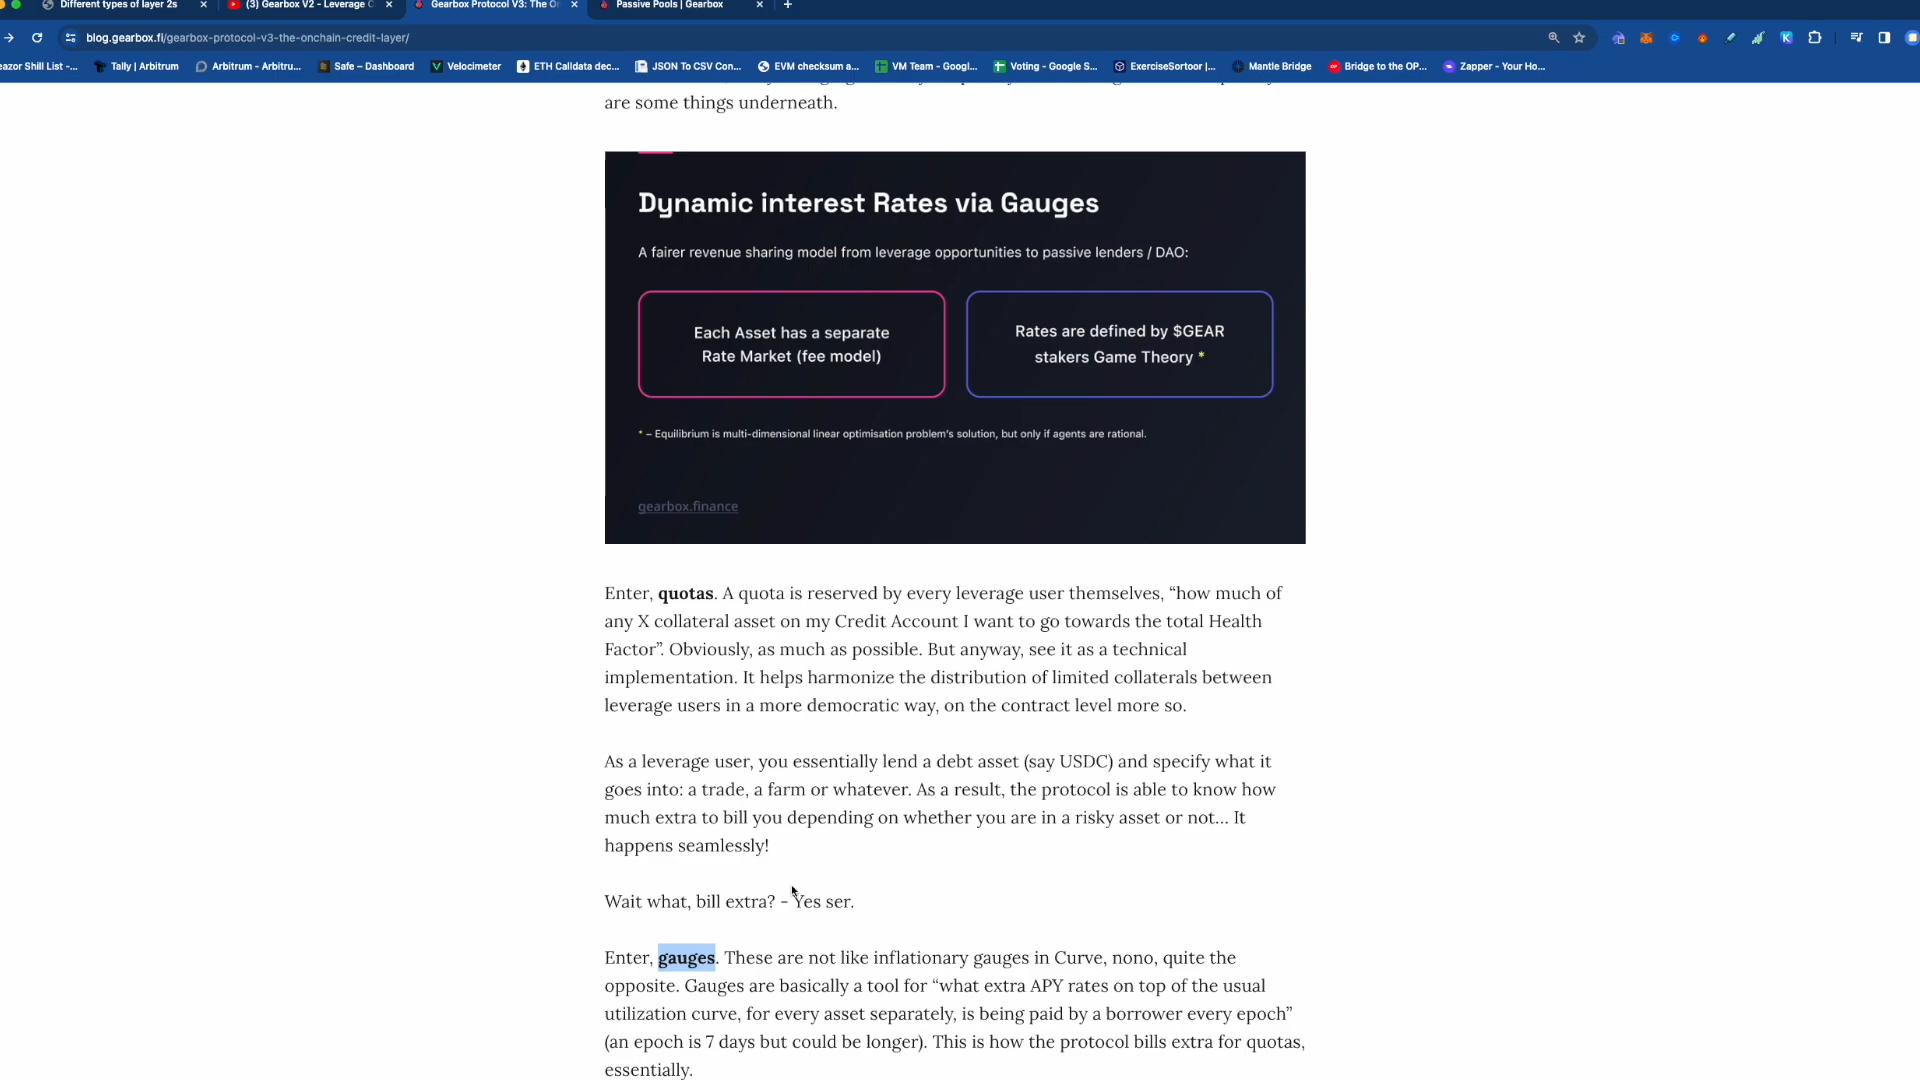 Different types of layer 2s
(3) Gearbox V2 - Leverage C
Gearbox Protocol V3: The On
Passive Pools | Gearbox
blog.gearbox.fi/gearbox-protocol-v3-the-onchain-credit-layer/
eazor Shill List -...
Tally | Arbitrum
Arbitrum - Arbitru...
Safe – Dashboard
Velocimeter
ETH Calldata dec...
JSON To CSV Con...
EVM checksum a...
VM Team - Googl...
Voting - Google S...
ExerciseSortoor |...
Mantle Bridge
Bridge to the OP...
Zapper - Your Ho...
are some things underneath.
Dynamic interest Rates via Gauges
A fairer revenue sharing model from leverage opportunities to passive lenders / DAO:
Each Asset has a separate
Rate Market (fee model)
Rates are defined by $GEAR
stakers Game Theory *
* – Equilibrium is multi-dimensional linear optimisation problem's solution, but only if agents are rational.
gearbox.finance
Enter, quotas. A quota is reserved by every leverage user themselves, “how much of
any X collateral asset on my Credit Account I want to go towards the total Health
Factor”. Obviously, as much as possible. But anyway, see it as a technical
implementation. It helps harmonize the distribution of limited collaterals between
leverage users in a more democratic way, on the contract level more so.
As a leverage user, you essentially lend a debt asset (say USDC) and specify what it
goes into: a trade, a farm or whatever. As a result, the protocol is able to know how
much extra to bill you depending on whether you are in a risky asset or not… It
happens seamlessly!
Wait what, bill extra? - Yes ser.
Enter, gauges. These are not like inflationary gauges in Curve, nono, quite the
opposite. Gauges are basically a tool for “what extra APY rates on top of the usual
utilization curve, for every asset separately, is being paid by a borrower every epoch”
(an epoch is 7 days but could be longer). This is how the protocol bills extra for quotas,
essentially.